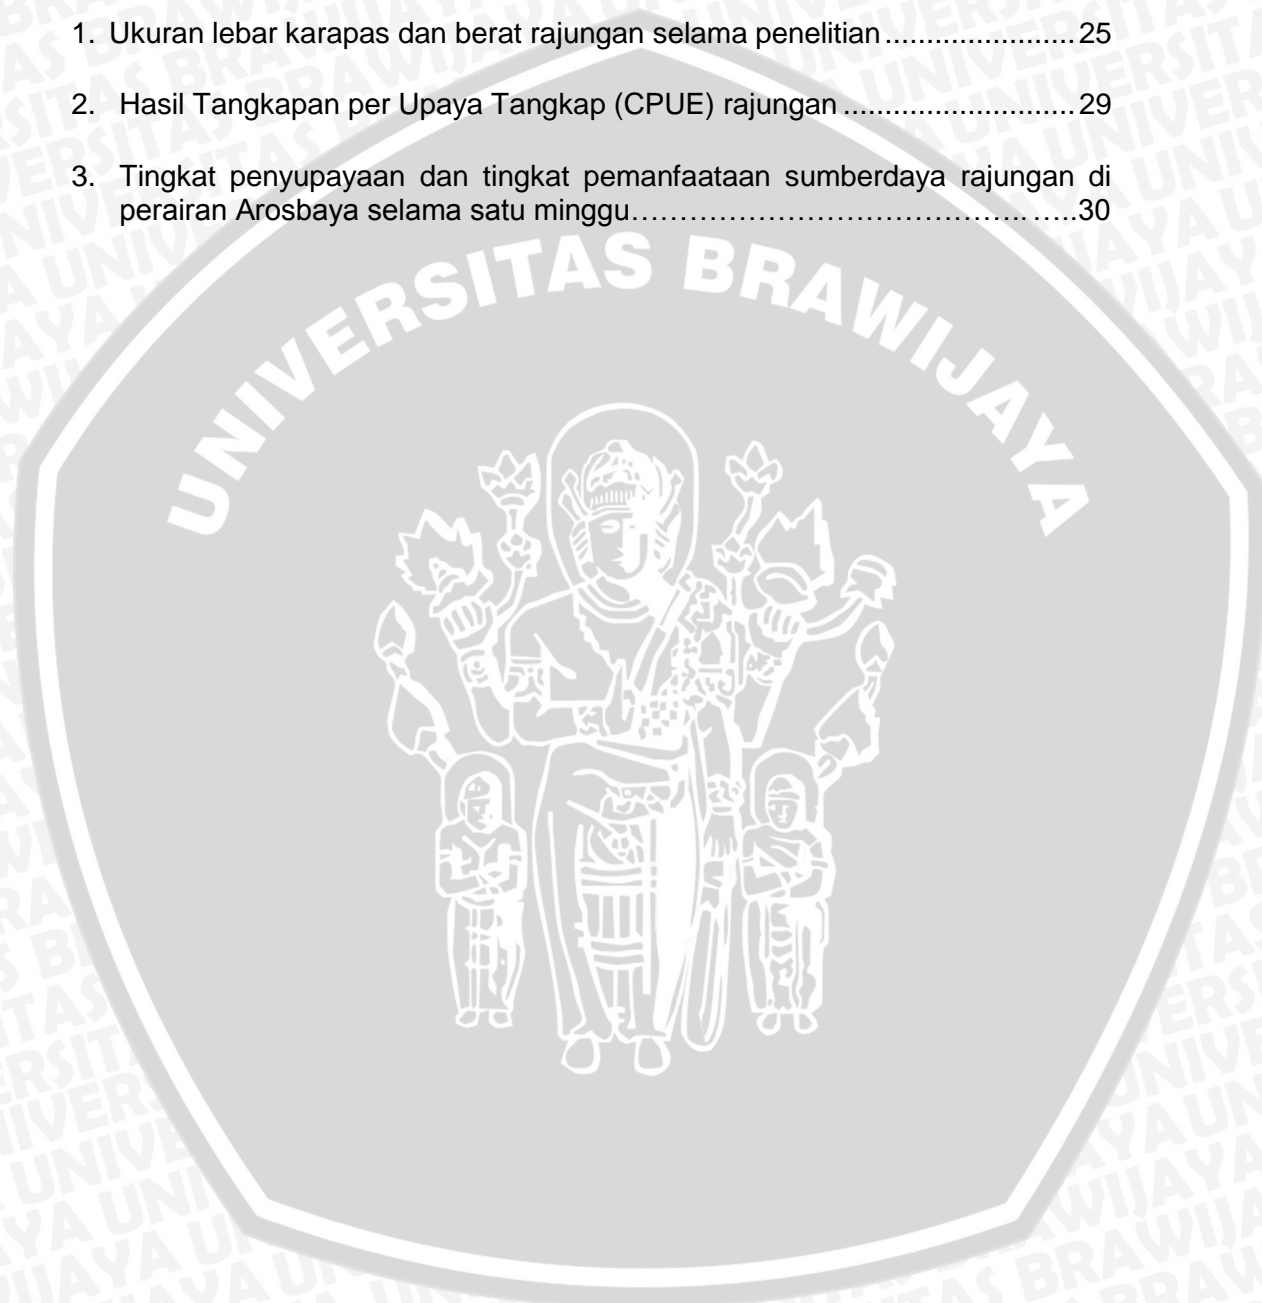 1. Ukuran lebar karapas dan berat rajungan selama penelitian.......................25
2. Hasil Tangkapan per Upaya Tangkap (CPUE) rajungan............................29
3. Tingkat penyupayaan dan tingkat pemanfaataan sumberdaya rajungan di
perairan Arosbaya selama satu minggu……………………………………….…..30
UNIVERSITAS BRAWIJAYA